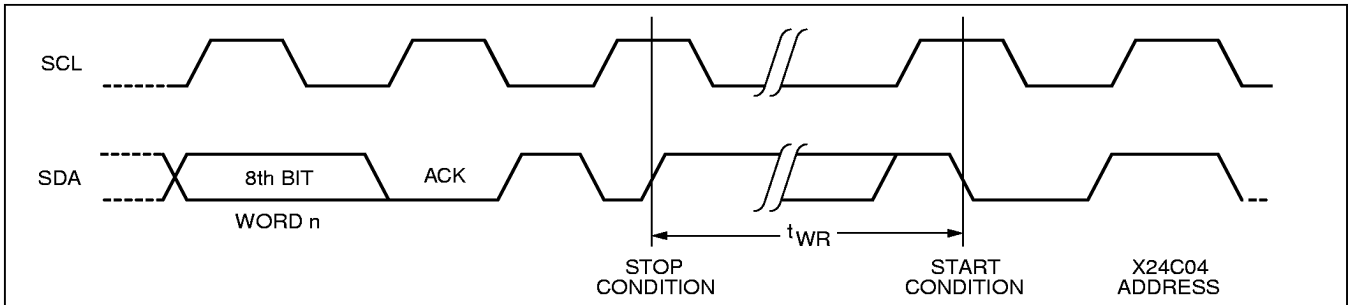 SCL
SDA
8th BIT
ACK
WORD n
tWR
STOP
CONDITION
START
CONDITION
X24C04
ADDRESS